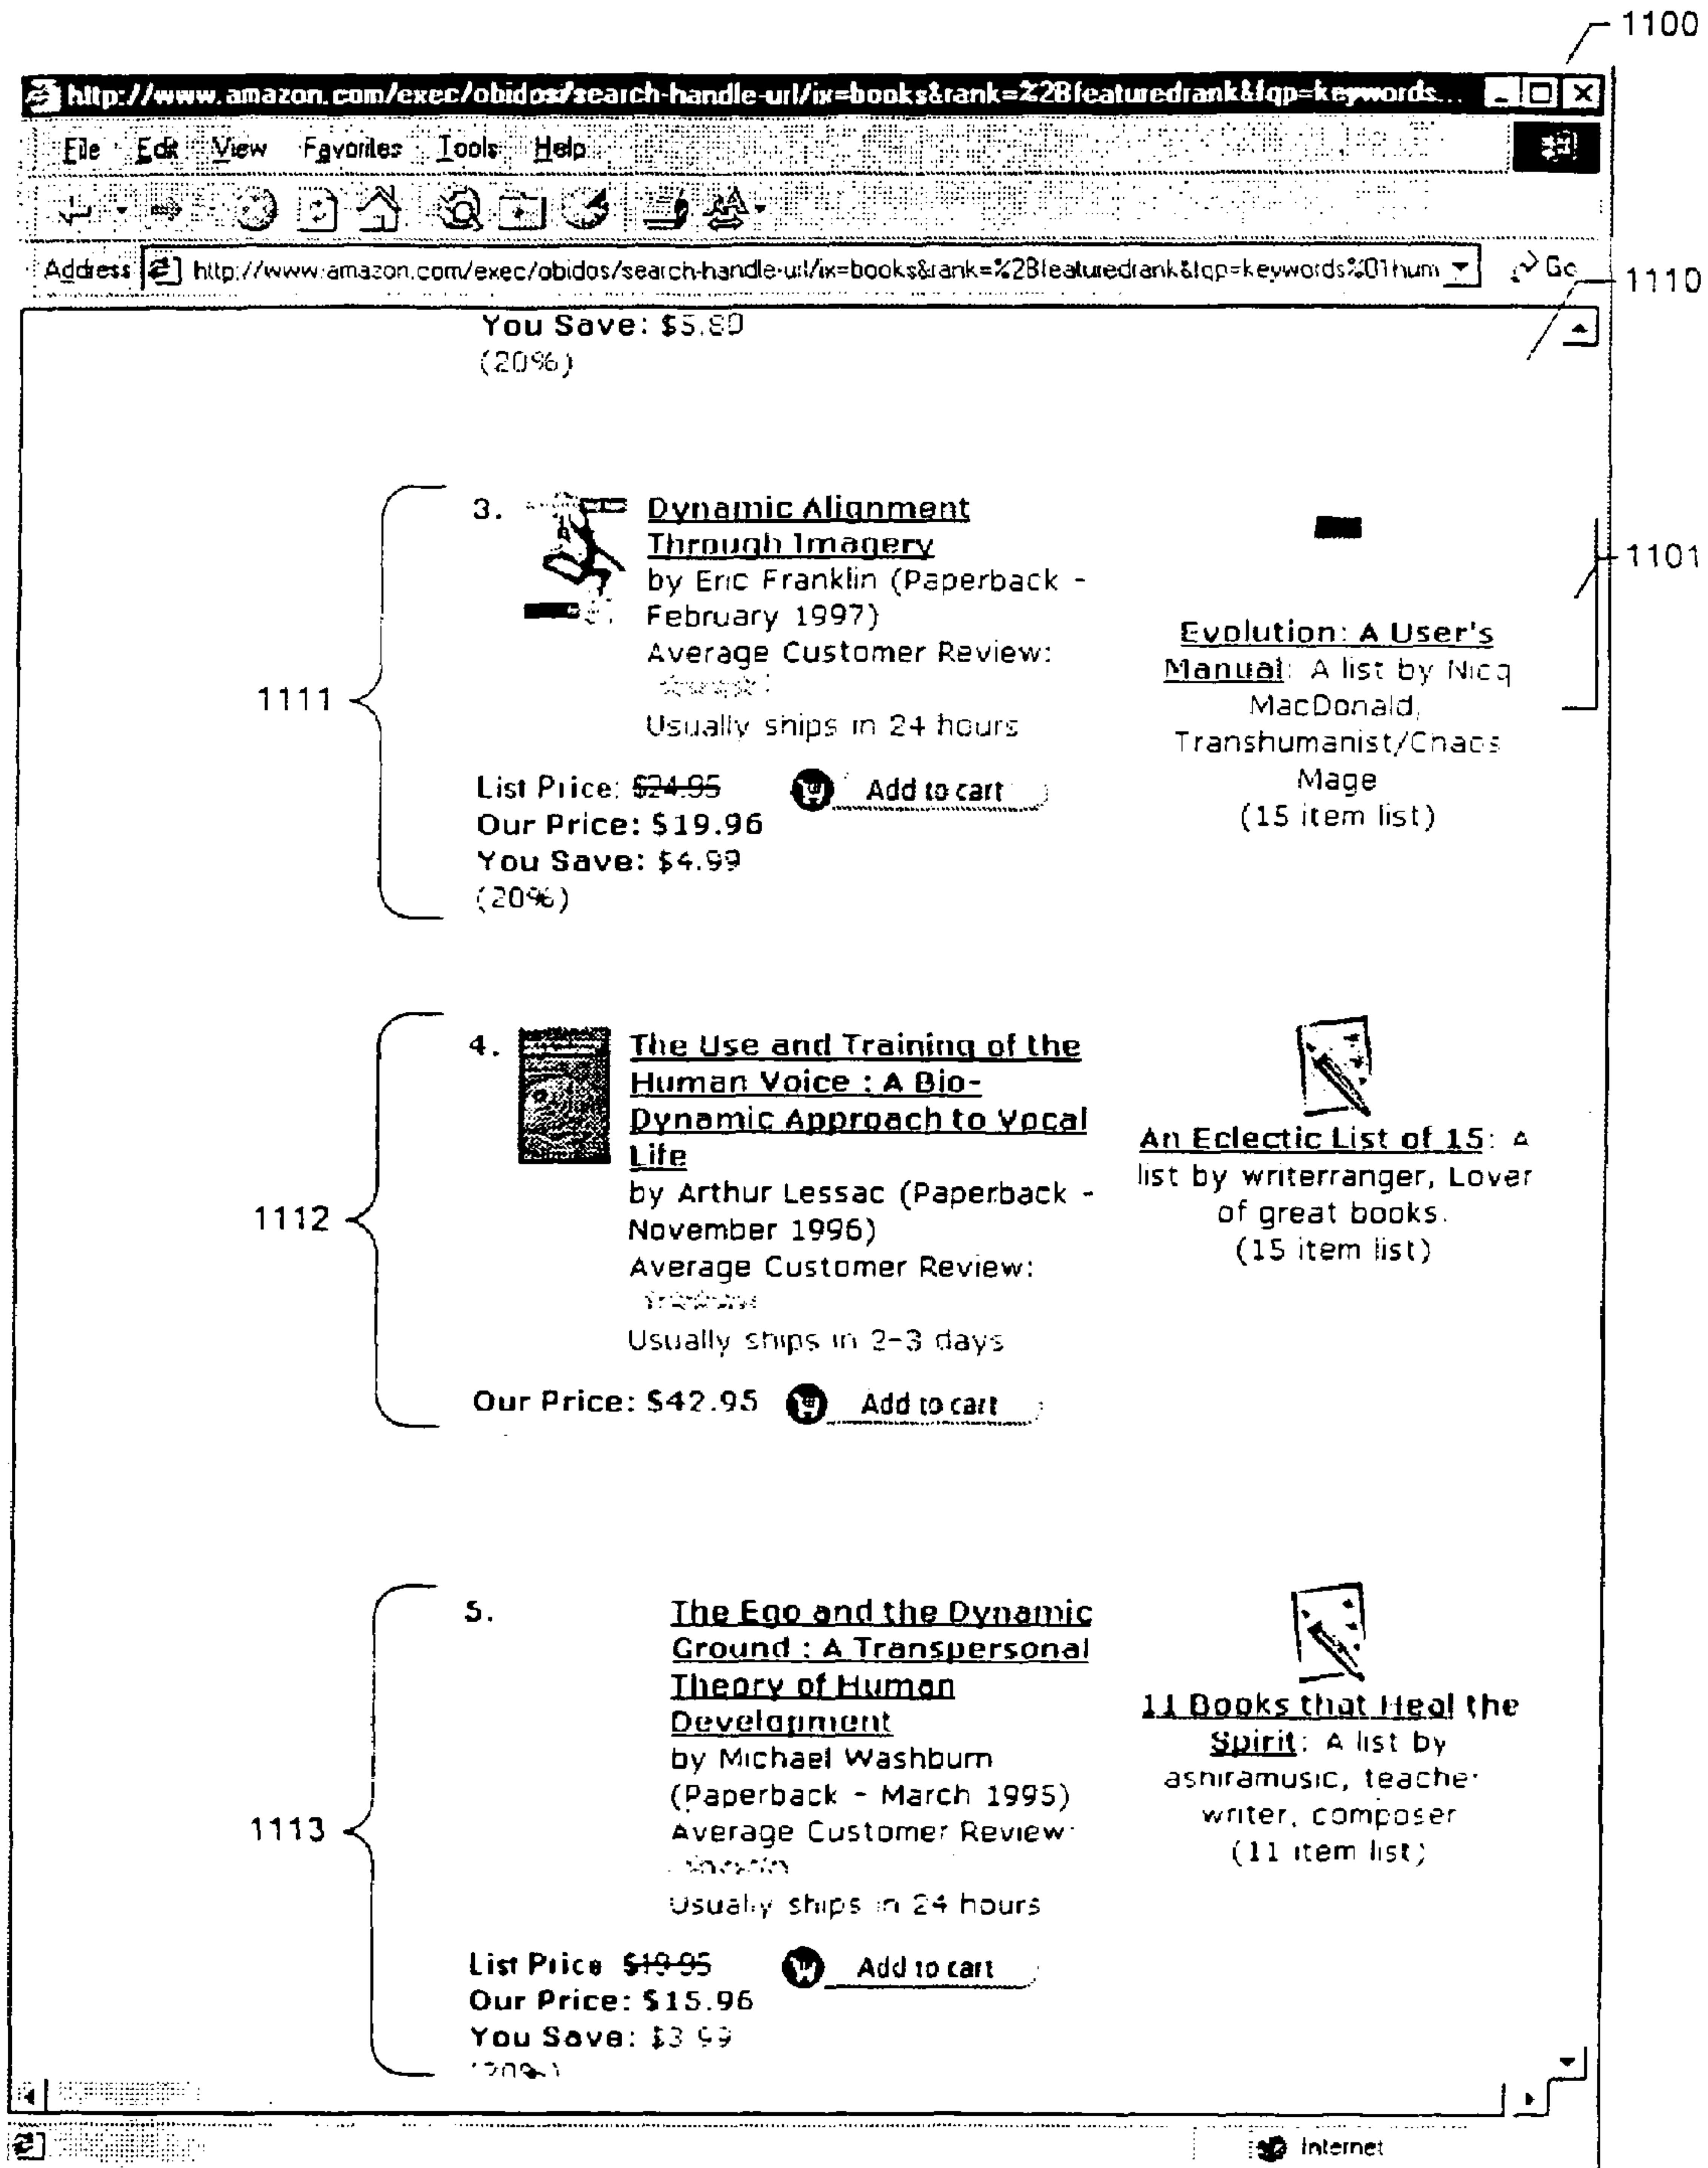 1100
http://www.amazon.com/exec/obidos/search-handle-url/ix=books&rank=%2Bfeaturedrank&fqp=keywords...
File Edit View Favorites Tools Help
Address http://www.amazon.com/exec/obidos/search-handle-url/ix=books&rank=%2Bfeaturedrank&fqp=keywords%01hum Go
1110
You Save: $5.80
(20%)
3. Dynamic Alignment
Through Imagery
by Eric Franklin (Paperback -
February 1997)
Average Customer Review:
Usually ships in 24 hours
List Price: $24.95 Add to cart
Our Price: $19.96
You Save: $4.99
(20%)
1111
1101
Evolution: A User's
Manual: A list by Nicq
MacDonald,
Transhumanist/Chaos
Mage
(15 item list)
4. The Use and Training of the
Human Voice : A Bio-
Dynamic Approach to Vocal
Life
by Arthur Lessac (Paperback -
November 1996)
Average Customer Review:
Usually ships in 2-3 days
Our Price: $42.95 Add to cart
1112
An Eclectic List of 15: A
list by writerranger, Lover
of great books.
(15 item list)
5. The Ego and the Dynamic
Ground : A Transpersonal
Theory of Human
Development
by Michael Washburn
(Paperback - March 1995)
Average Customer Review:
Usually ships in 24 hours
List Price $19.95 Add to cart
Our Price: $15.96
You Save: $3.99
(20%)
1113
11 Books that Heal the
Spirit: A list by
ashiramusic, teacher
writer, composer
(11 item list)
Internet